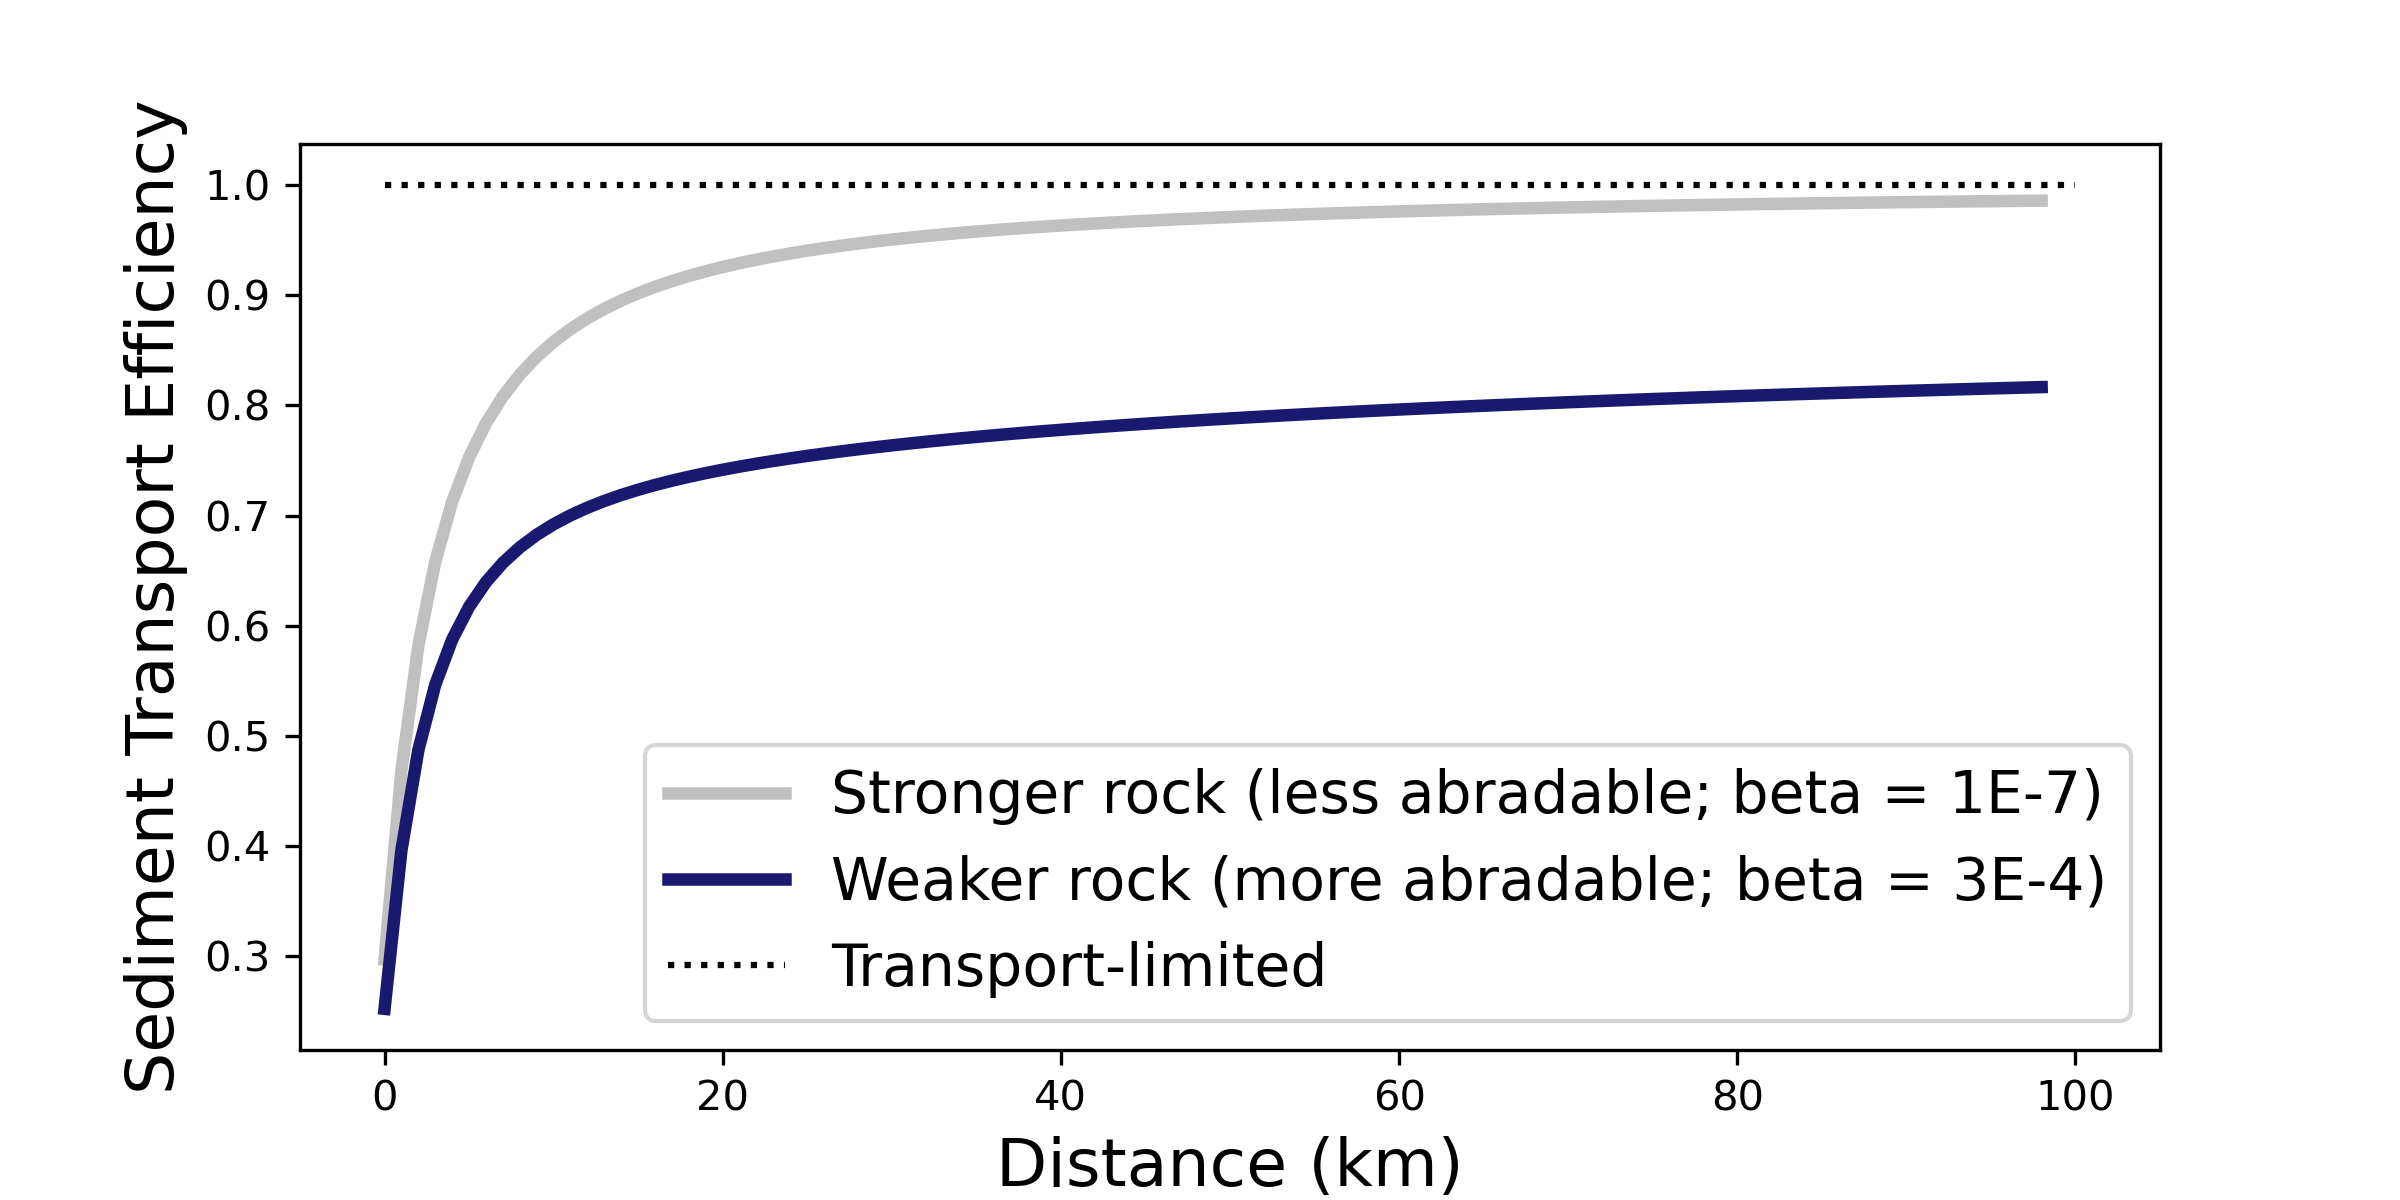 Sediment Transport Efficiency
1.0
0.9
0.8
0.7
0.6
0.5
0.4
0.3
Stronger rock (less abradable; beta = 1E-7)
Weaker rock (more abradable; beta = 3E-4)
Transport-limited
0 20 40 60 80 100
Distance (km)